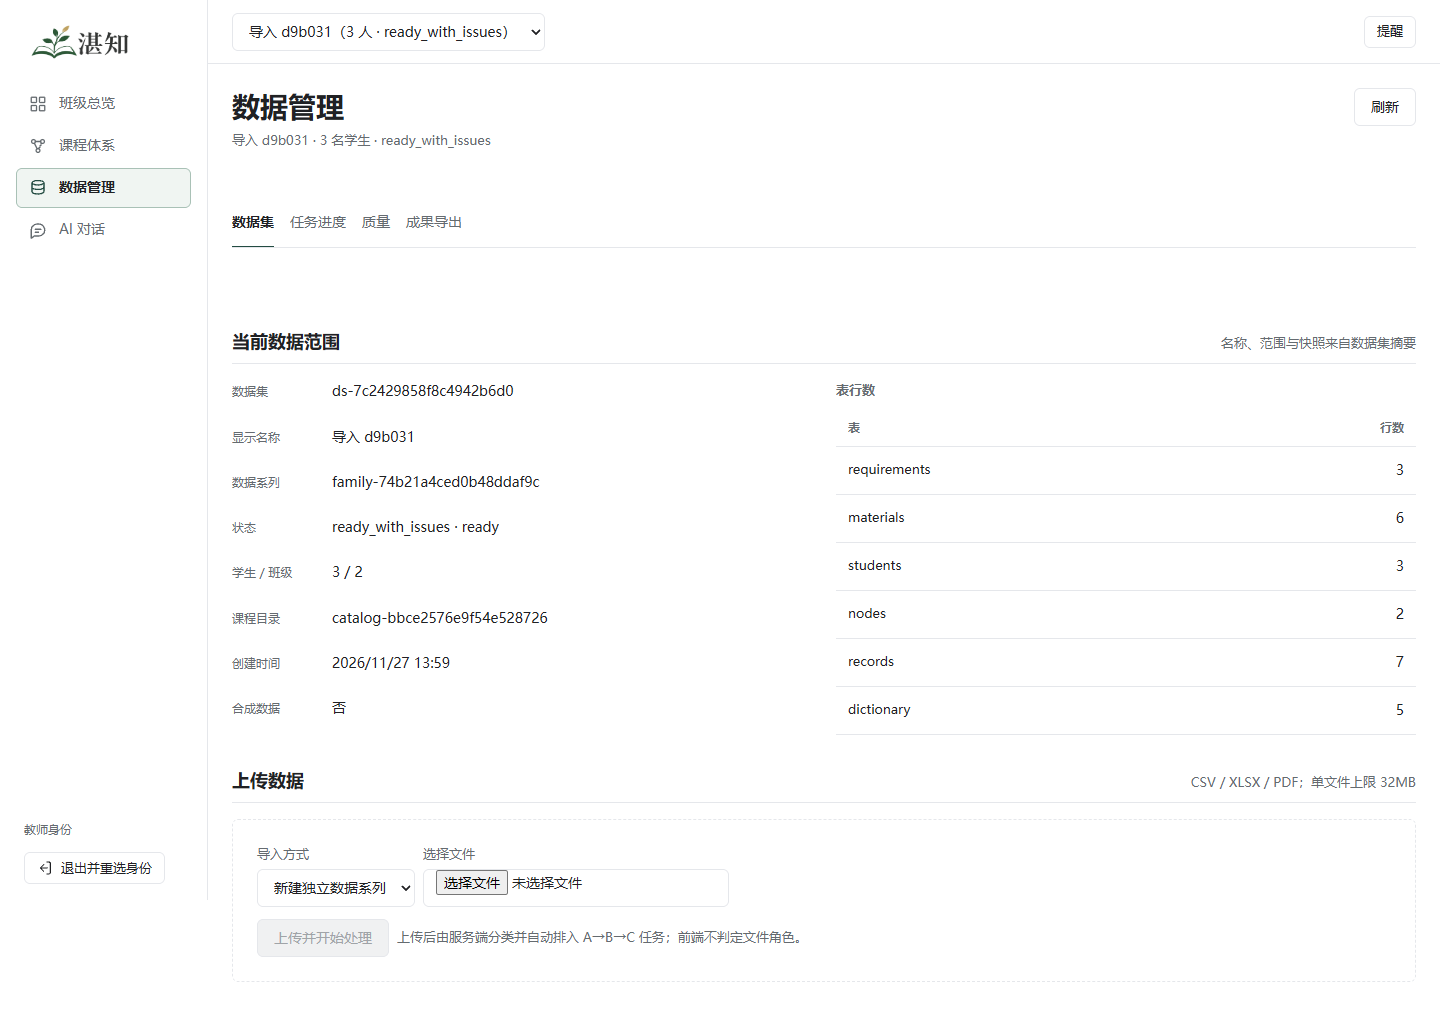 湛知
班级总览
课程体系
数据管理
AI 对话
教师身份
退出并重选身份
导入 d9b031（3 人 · ready_with_issues）
提醒
数据管理
刷新
导入 d9b031 · 3 名学生 · ready_with_issues
数据集 任务进度 质量 成果导出
当前数据范围
名称、范围与快照来自数据集摘要
数据集 ds-7c2429858f8c4942b6d0
显示名称 导入 d9b031
数据系列 family-74b21a4ced0b48ddaf9c
状态 ready_with_issues · ready
学生 / 班级 3 / 2
课程目录 catalog-bbce2576e9f54e528726
创建时间 2026/11/27 13:59
合成数据 否
表行数
表 行数
requirements 3
materials 6
students 3
nodes 2
records 7
dictionary 5
上传数据
CSV / XLSX / PDF；单文件上限 32MB
导入方式 选择文件
新建独立数据系列 选择文件 未选择文件
上传并开始处理 上传后由服务端分类并自动排入 A→B→C 任务；前端不判定文件角色。